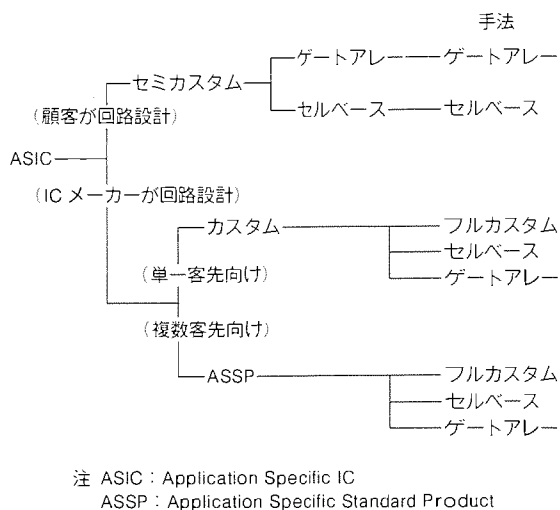 手法
セミカスタム ゲートアレー ゲートアレー
セルベース セルベース
(顧客が回路設計)
ASIC
(ICメーカーが回路設計)
カスタム フルカスタム
セルベース
(単一客先向け) ゲートアレー
(複数客先向け)
ASSP フルカスタム
セルベース
ゲートアレー
注 ASIC:Application Specific IC
ASSP:Application Specific Standard Product